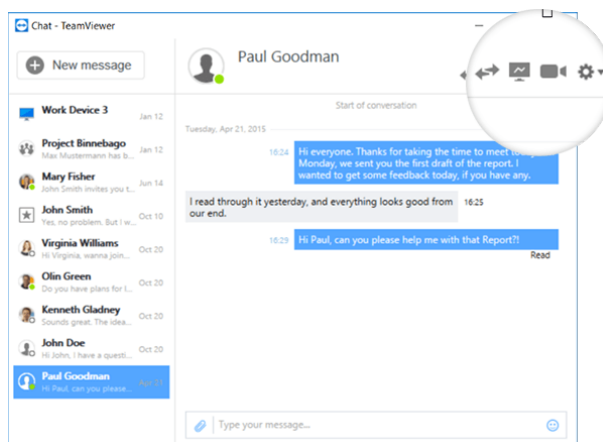 Chat - TeamViewer
New message
Work Device 3
Jan 12
Project Binnebago
Max Mustermann has b...
Jan 12
Mary Fisher
John Smith invites you t...
Jun 14
John Smith
Yes, no problem. But I w...
Oct 10
Virginia Williams
Hi Virginia, wanna join...
Oct 20
Olin Green
Do you have plans for l...
Oct 20
Kenneth Gladney
Sounds great. The idea...
Oct 20
John Doe
Hi John, I have a questi...
Oct 20
Paul Goodman
Hi Paul, can you please...
Apr 21
Paul Goodman
Start of conversation
Tuesday, Apr 21, 2015
16:24
Hi everyone. Thanks for taking the time to meet
Monday, we sent you the first draft of the report. I
wanted to get some feedback today, if you have any.
I read through it yesterday, and everything looks good from
our end.
16:25
16:29
Hi Paul, can you please help me with that Report?!
Read
Type your message...